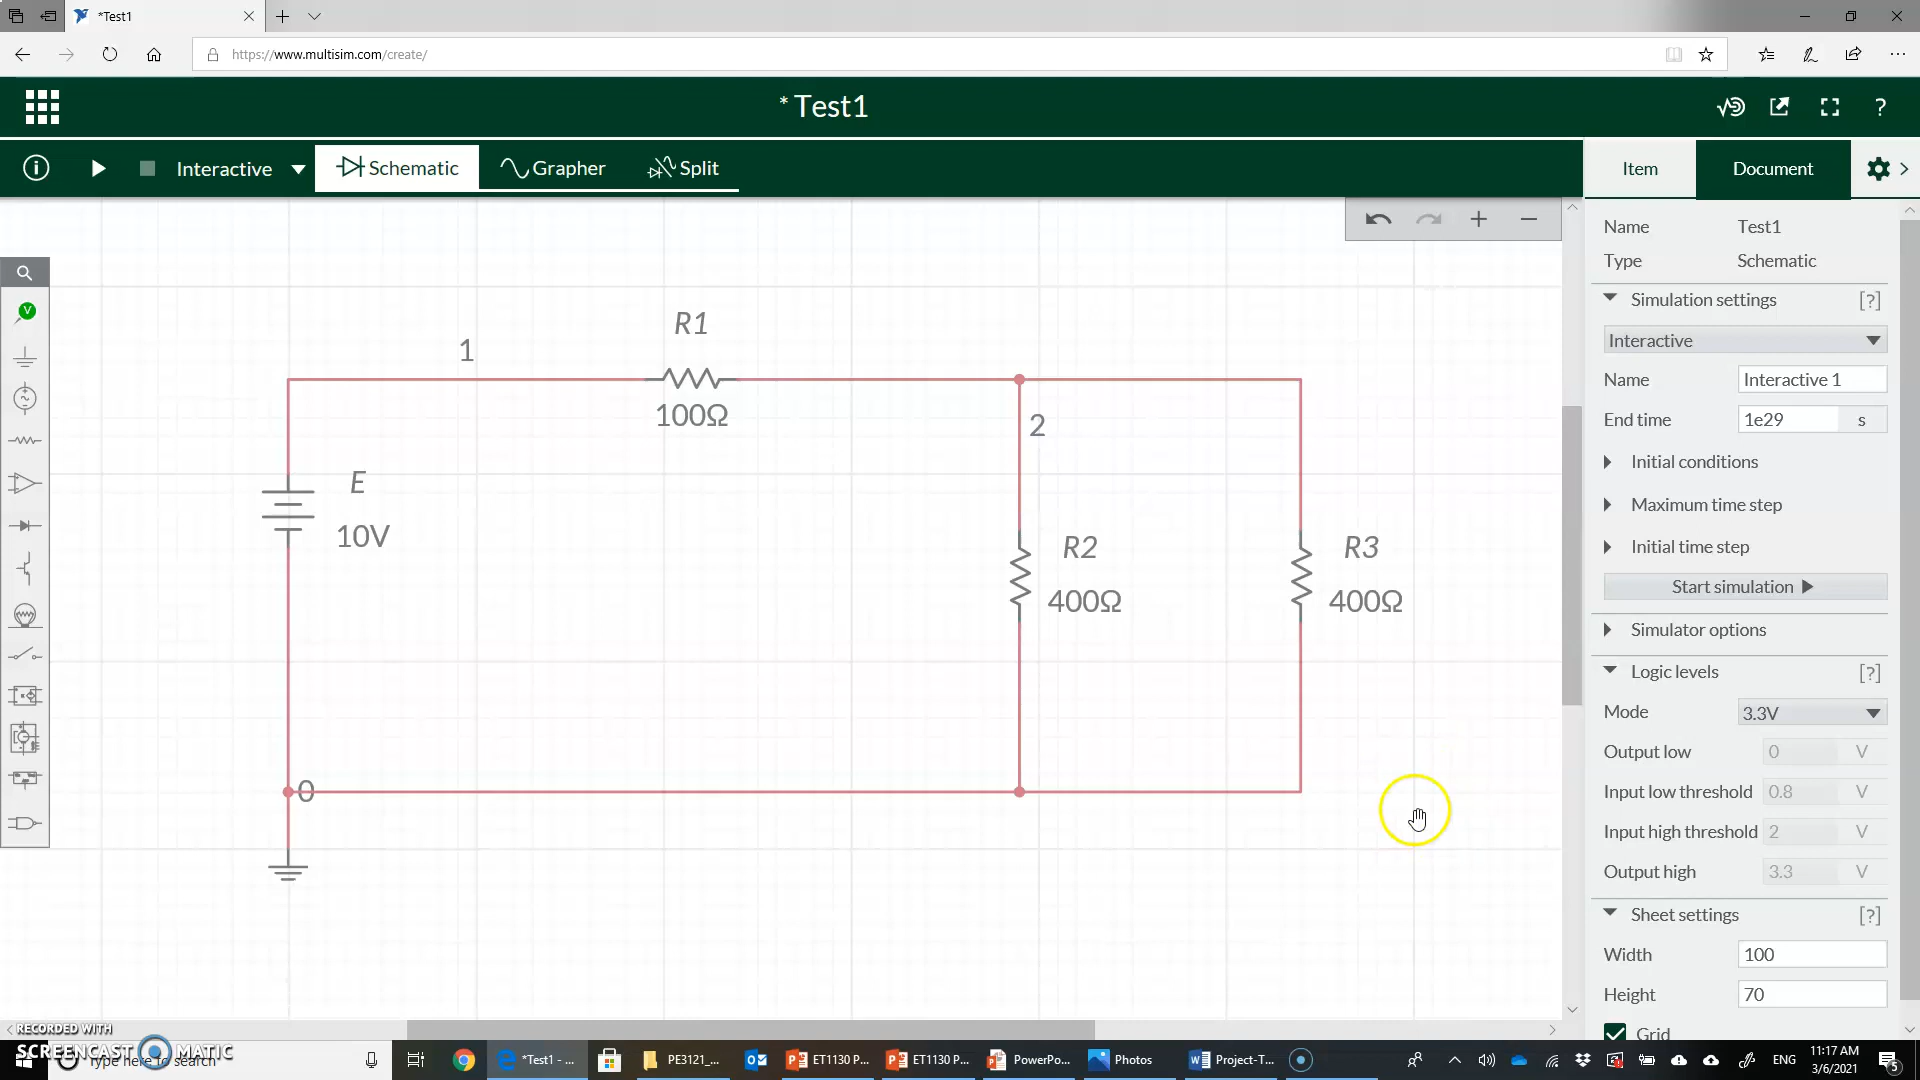 *Test1
https://www.multisim.com/create/
* Test1
Interactive
Schematic
Grapher
Split
Item
Document
Name Test1
Type Schematic
Simulation settings [?]
Interactive
Name Interactive 1
End time 1e29 s
Initial conditions
Maximum time step
Initial time step
Start simulation
Simulator options
Logic levels [?]
Mode 3.3V
Output low 0 V
Input low threshold 0.8 V
Input high threshold 2 V
Output high 3.3 V
Sheet settings [?]
Width 100
Height 70
Grid
V
R1
1
100Ω
2
E
10V
R2
400Ω
R3
400Ω
0
RECORDED WITH
SCREENCAST MATIC
Type here to search
*Test1 - ...
PE3121_...
ET1130 P...
ET1130 P...
PowerPo...
Photos
Project-T...
ENG
11:17 AM
3/6/2021
5